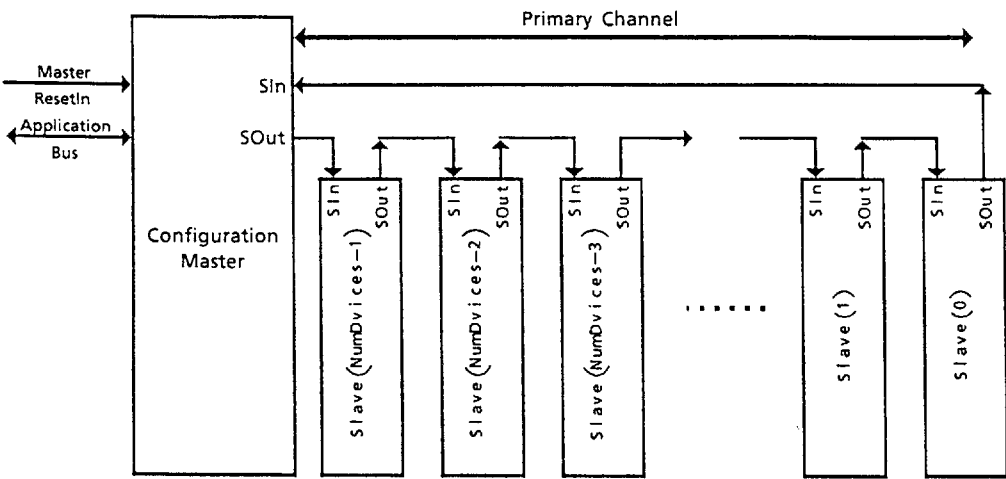 Primary Channel
Master
ResetIn
Application
Bus
SIn
SOut
Configuration
Master
SIn
SOut
Slave(NumDvices-1)
SIn
SOut
Slave(NumDvices-2)
SIn
SOut
Slave(NumDvices-3)
......
SIn
SOut
Slave(1)
SIn
SOut
Slave(0)